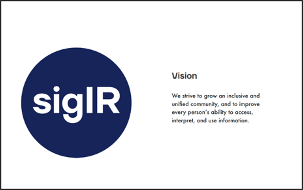 sigIR
Vision
We strive to grow an inclusive and
unified community, and to improve
every person's ability to access,
interpret, and use information.